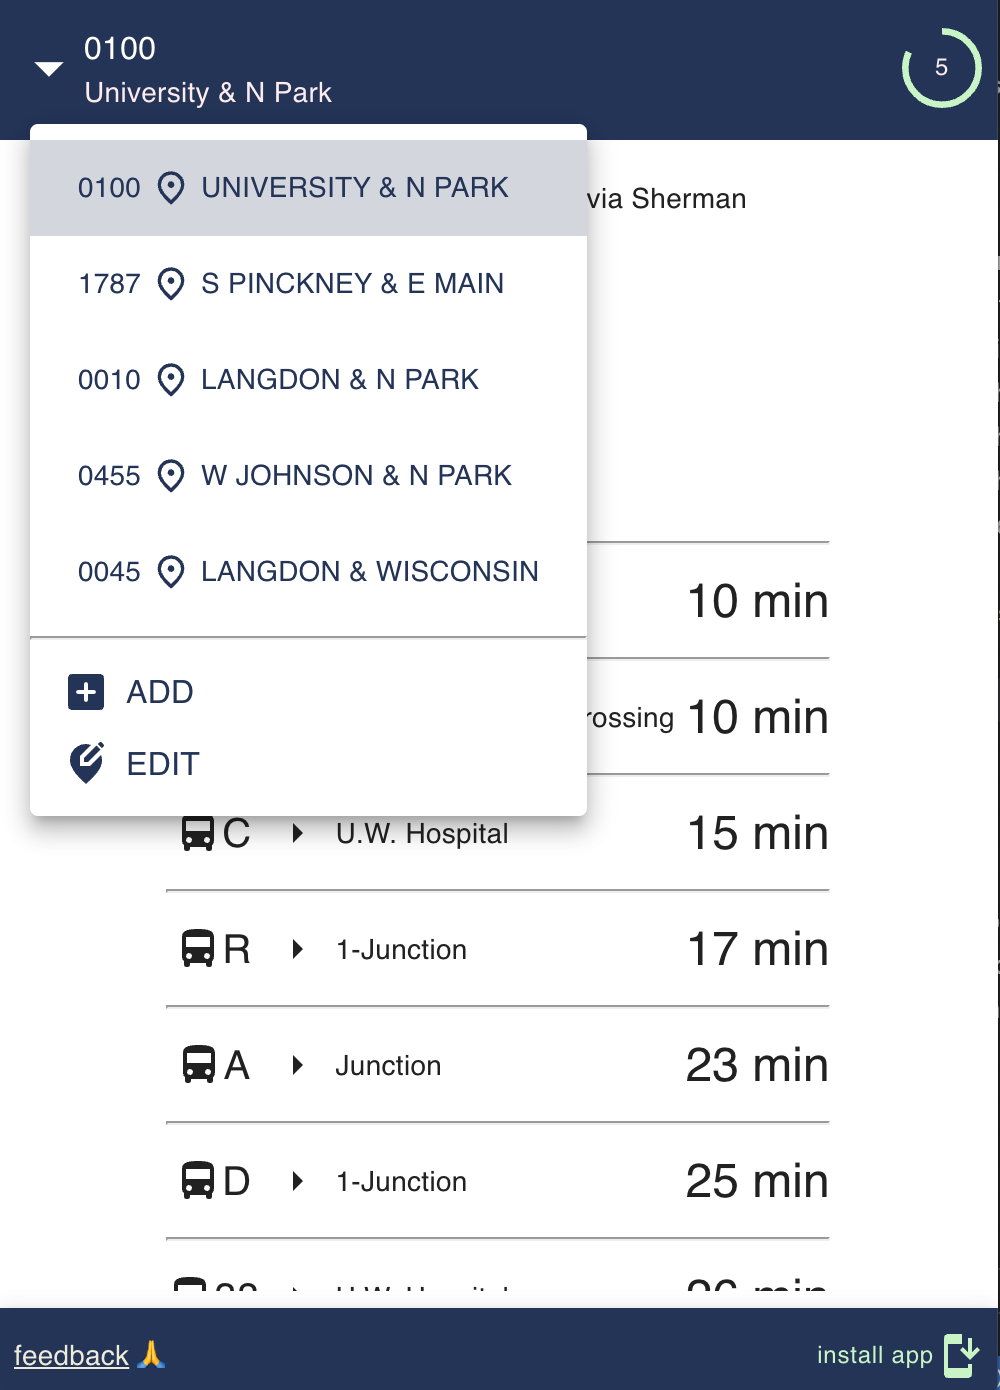 0100
University & N Park
5
0100 UNIVERSITY & N PARK
via Sherman
1787 S PINCKNEY & E MAIN
0010 LANGDON & N PARK
0455 W JOHNSON & N PARK
0045 LANGDON & WISCONSIN
10 min
ADD
rossing 10 min
EDIT
C U.W. Hospital 15 min
R 1-Junction 17 min
A Junction 23 min
D 1-Junction 25 min
U.W. Hospital
feedback 🙏
install app